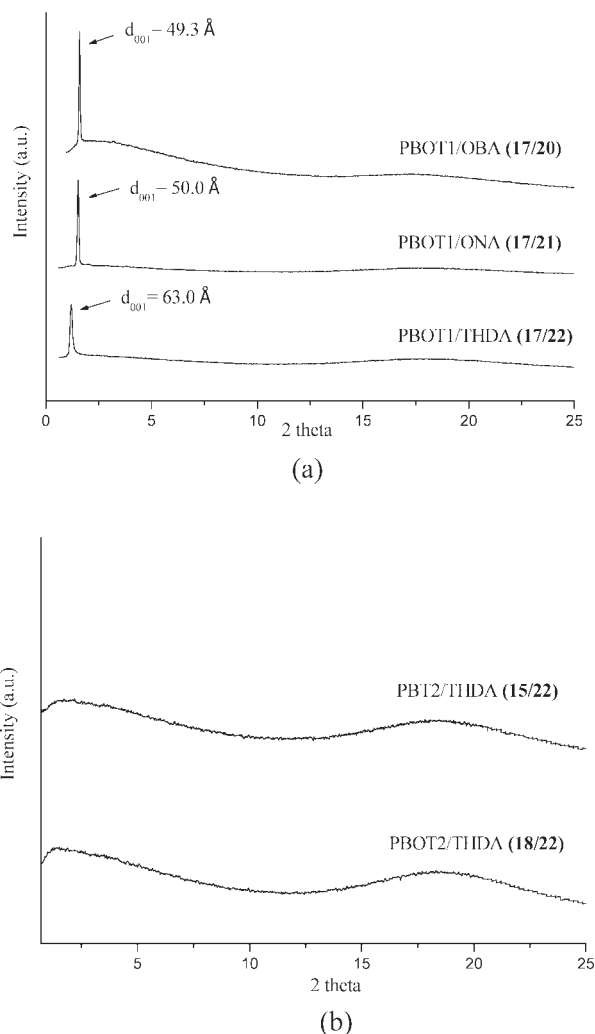 d001 – 49.3 Å
PBOT1/OBA (17/20)
d001 – 50.0 Å
PBOT1/ONA (17/21)
d001 = 63.0 Å
PBOT1/THDA (17/22)
Intensity (a.u.)
0 5 10 15 20 25
2 theta
(a)
PBT2/THDA (15/22)
PBOT2/THDA (18/22)
Intensity (a.u.)
5 10 15 20 25
2 theta
(b)